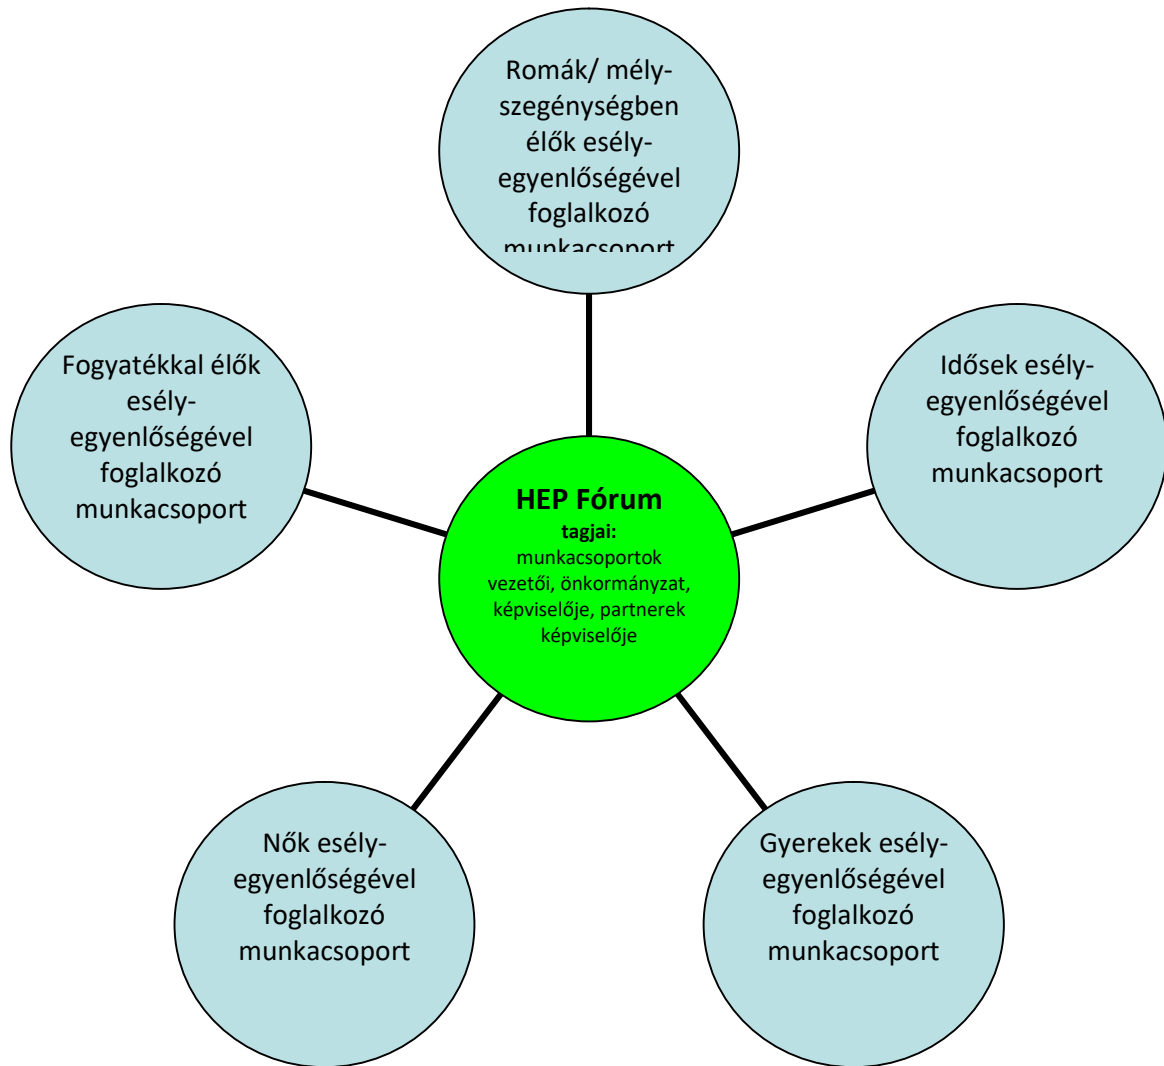 Romák/ mély-
szegénységben
élők esély-
egyenlőségével
foglalkozó
munkacsoport
Fogyatékkal élők
esély-
egyenlőségével
foglalkozó
munkacsoport
Idősek esély-
egyenlőségével
foglalkozó
munkacsoport
HEP Fórum
tagjai:
munkacsoportok
vezetői, önkormányzat,
képviselője, partnerek
képviselője
Nők esély-
egyenlőségével
foglalkozó
munkacsoport
Gyerekek esély-
egyenlőségével
foglalkozó
munkacsoport